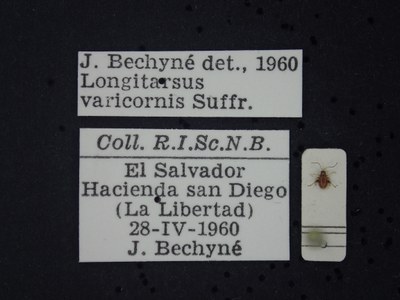 J. Bechyné det., 1960
Longitarsus
varicornis Suffr.
Coll. R.I.Sc.N.B.
El Salvador
Hacienda san Diego
(La Libertad)
28-IV-1960
J. Bechyné